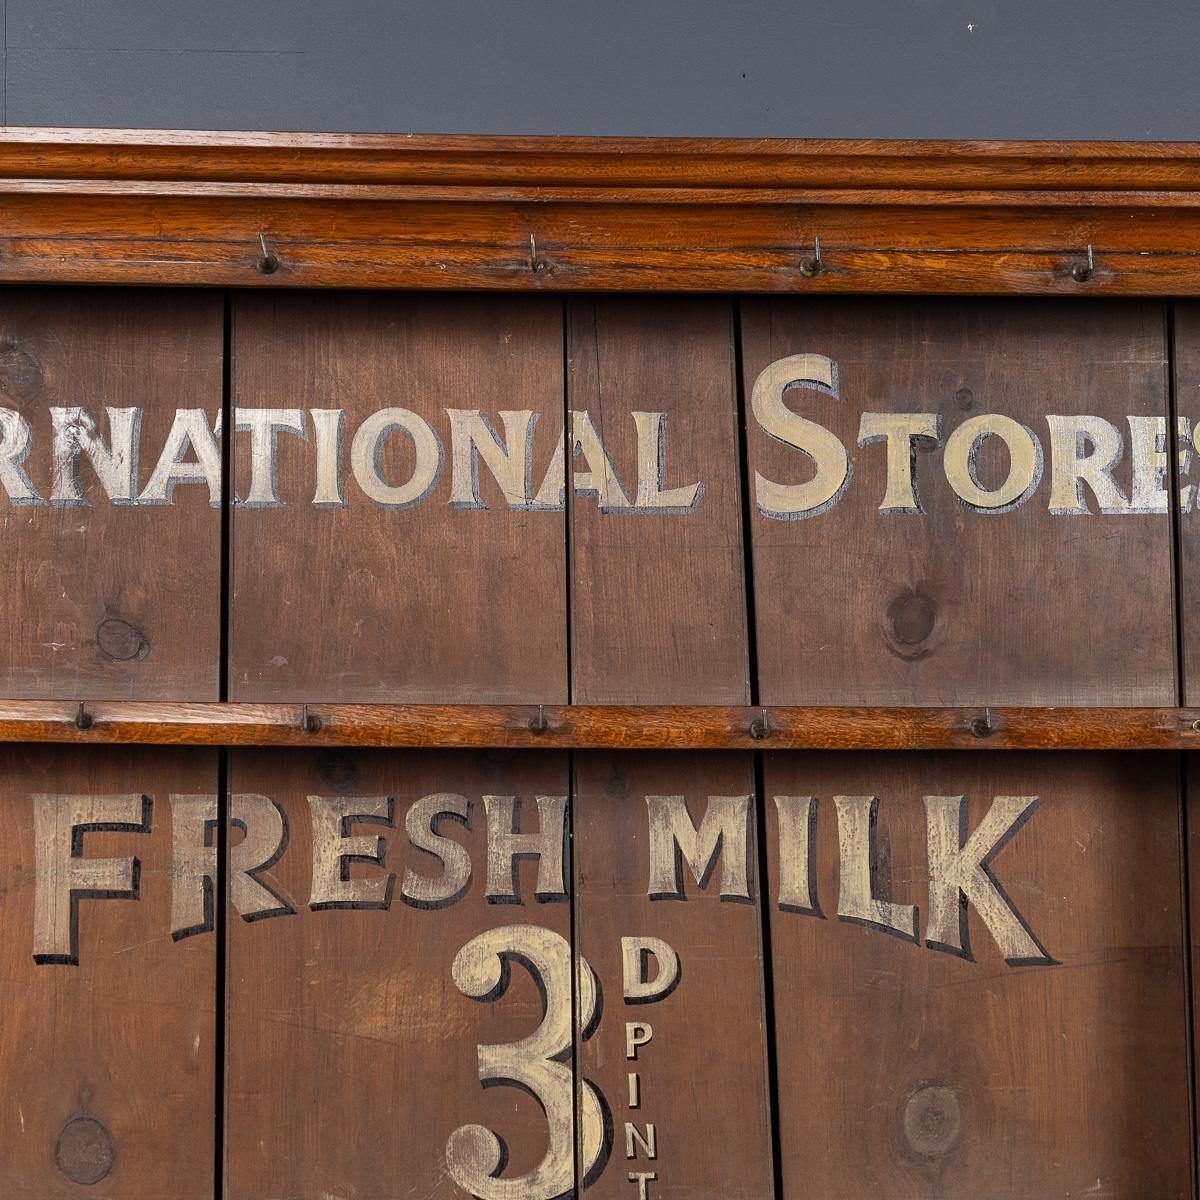 RNATIONAL STORES
FRESH MILK
3D
PINT